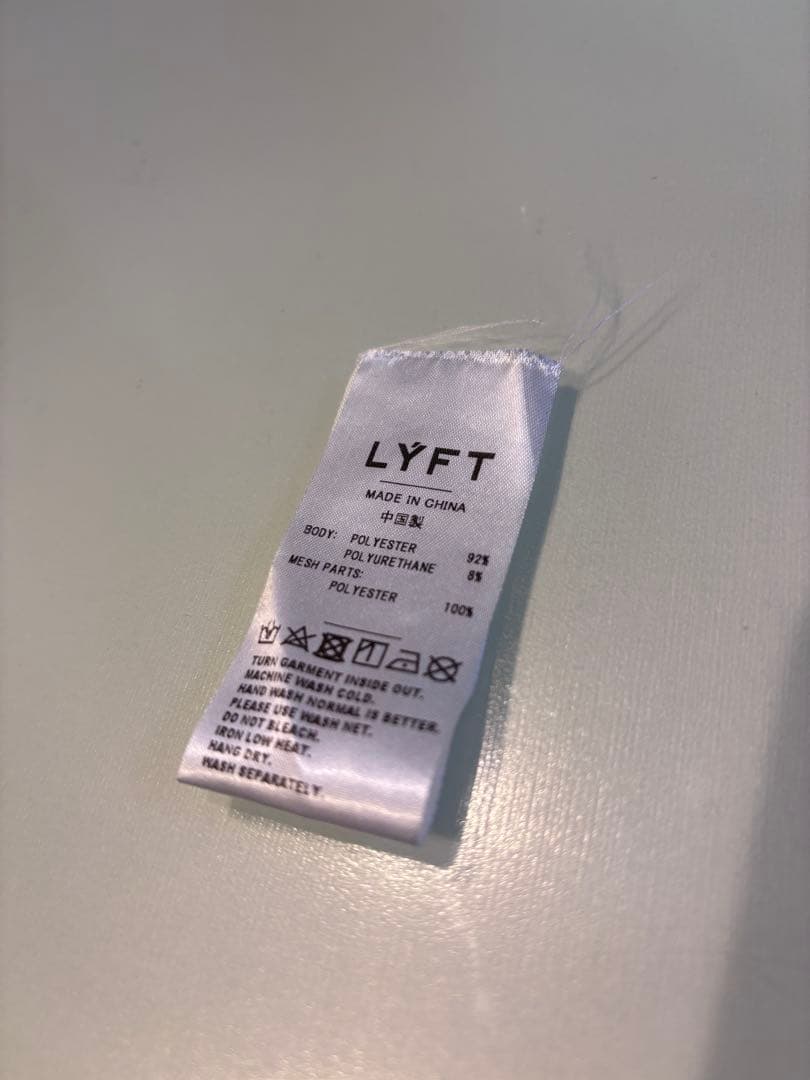 LÝFT
MADE IN CHINA
中国製
BODY: POLYESTER 92%
POLYURETHANE 8%
MESH PARTS:
POLYESTER 100%
TURN GARMENT INSIDE OUT.
MACHINE WASH COLD.
HAND WASH NORMAL IS BETTER.
PLEASE USE WASH NET.
DO NOT BLEACH.
IRON LOW HEAT.
HANG DRY.
WASH SEPARATELY.